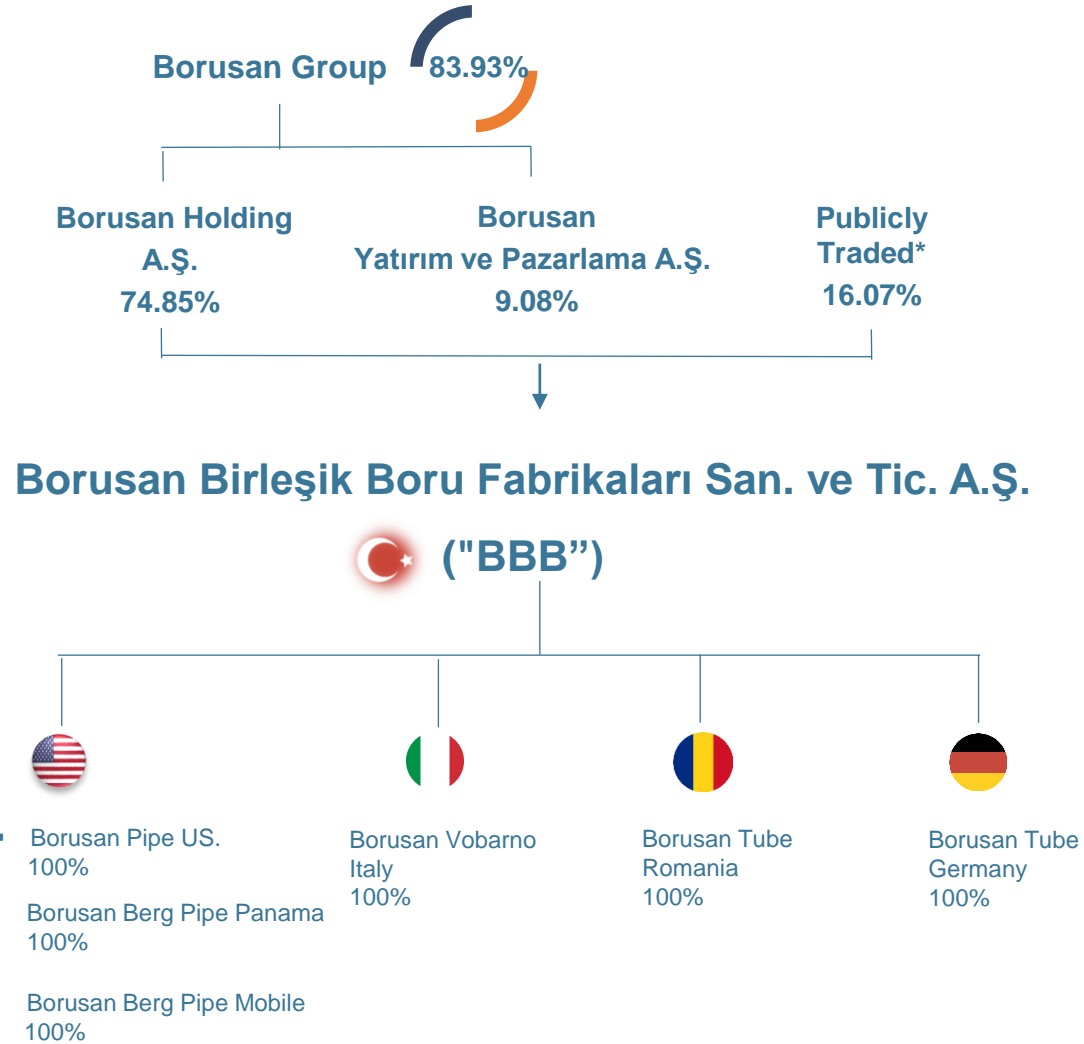 Borusan Group 83.93%
Borusan Holding
A.Ş.
74.85%
Borusan
Yatırım ve Pazarlama A.Ş.
9.08%
Publicly
Traded*
16.07%
Borusan Birleşik Boru Fabrikaları San. ve Tic. A.Ş.
("BBB”)
Borusan Pipe US.
100%
Borusan Berg Pipe Panama
100%
Borusan Berg Pipe Mobile
100%
Borusan Vobarno
Italy
100%
Borusan Tube
Romania
100%
Borusan Tube
Germany
100%